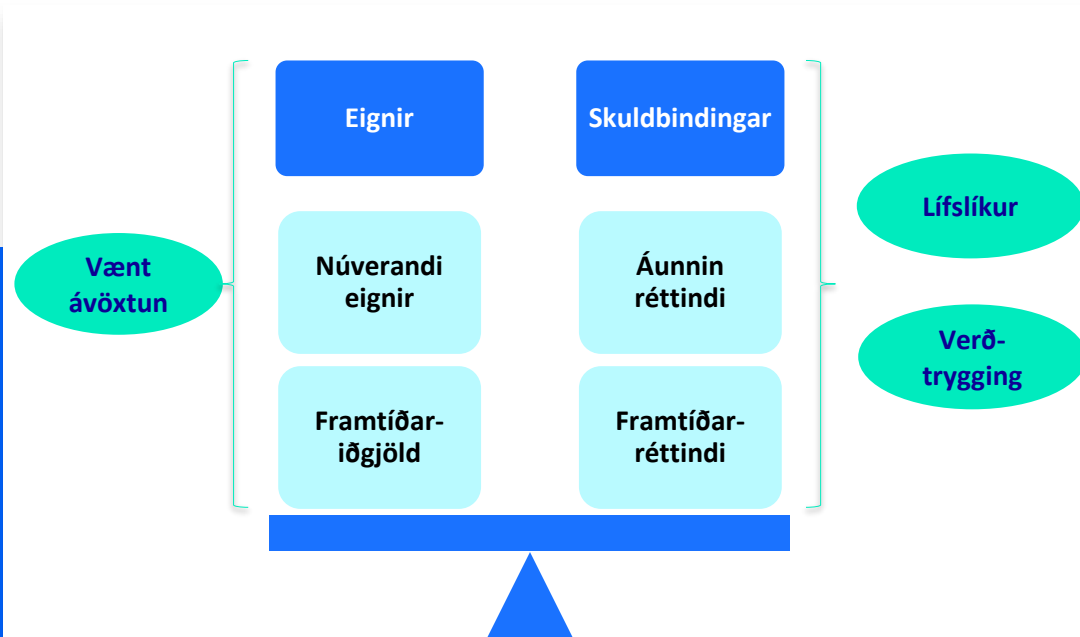 Eignir
Skuldbindingar
Vænt
ávöxtun
Núverandi
eignir
Áunnin
réttindi
Framtíðar-
iðgjöld
Framtíðar-
réttindi
Lífslíkur
Verð-
trygging